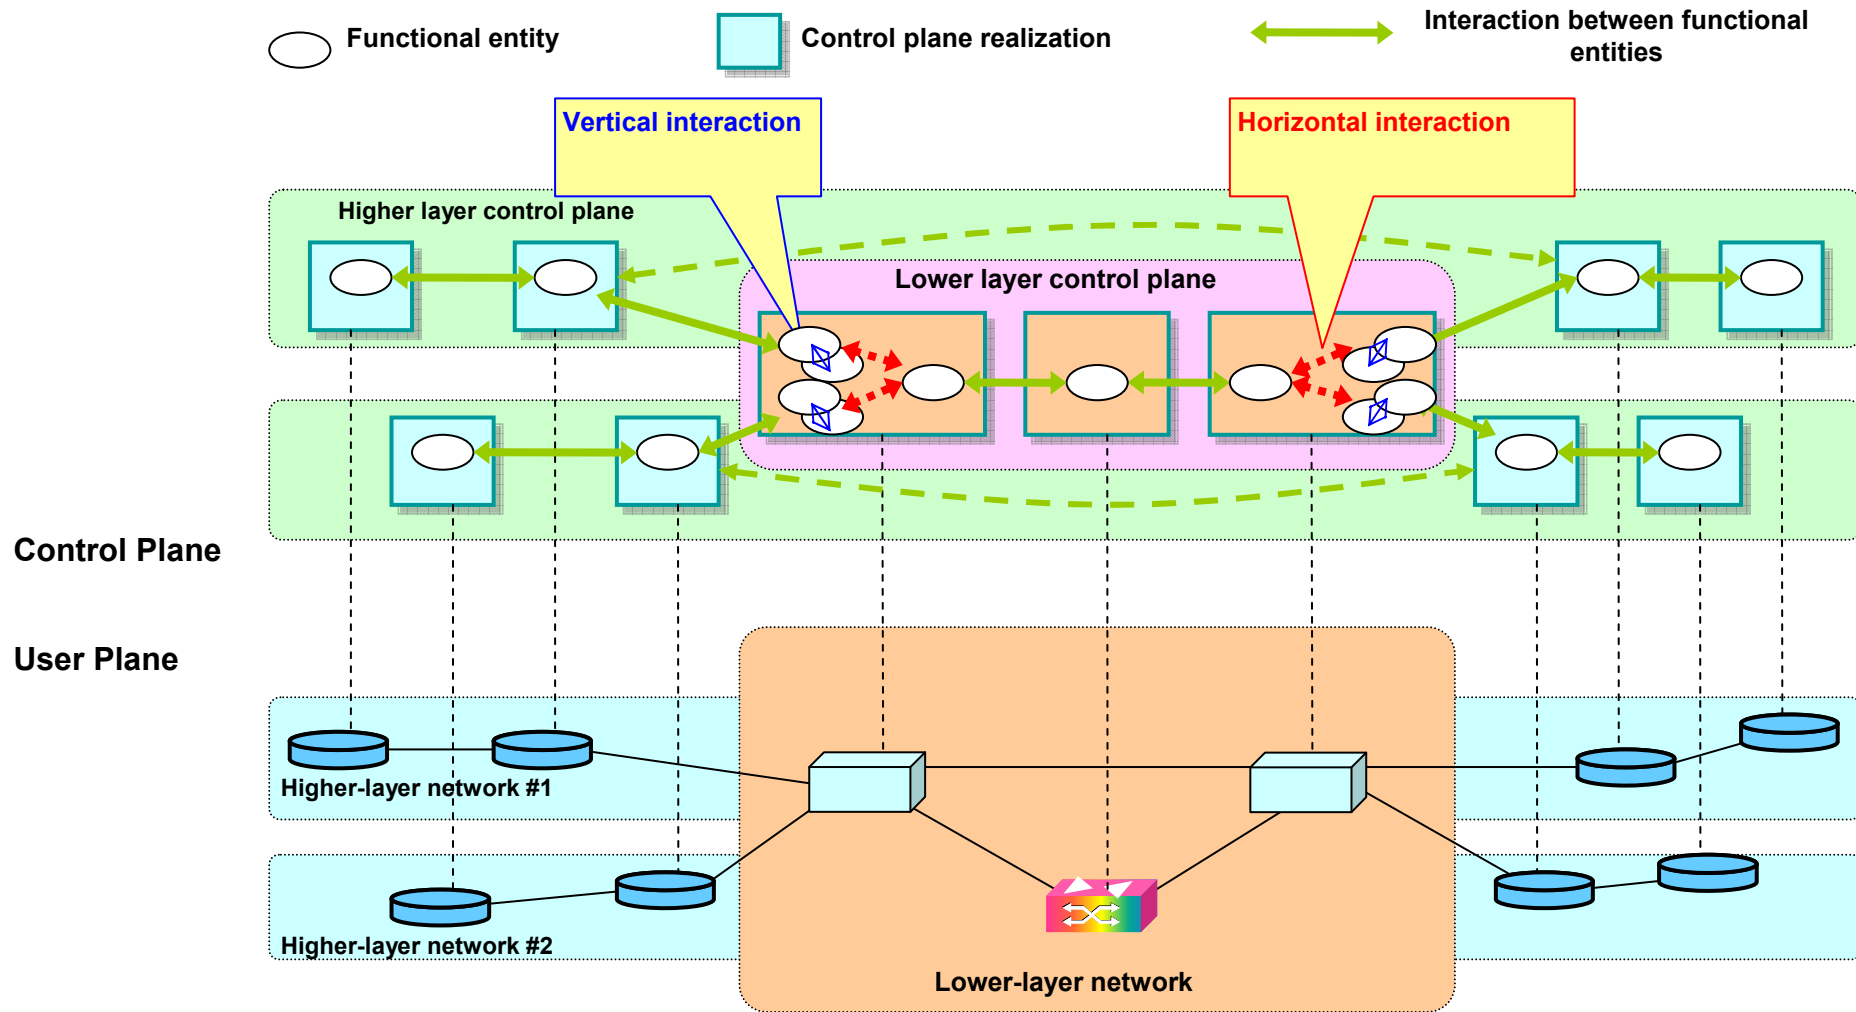 Functional entity
Control plane realization
Interaction between functional
entities
Vertical interaction
Horizontal interaction
Higher layer control plane
Lower layer control plane
Control Plane
User Plane
Higher-layer network #1
Higher-layer network #2
Lower-layer network